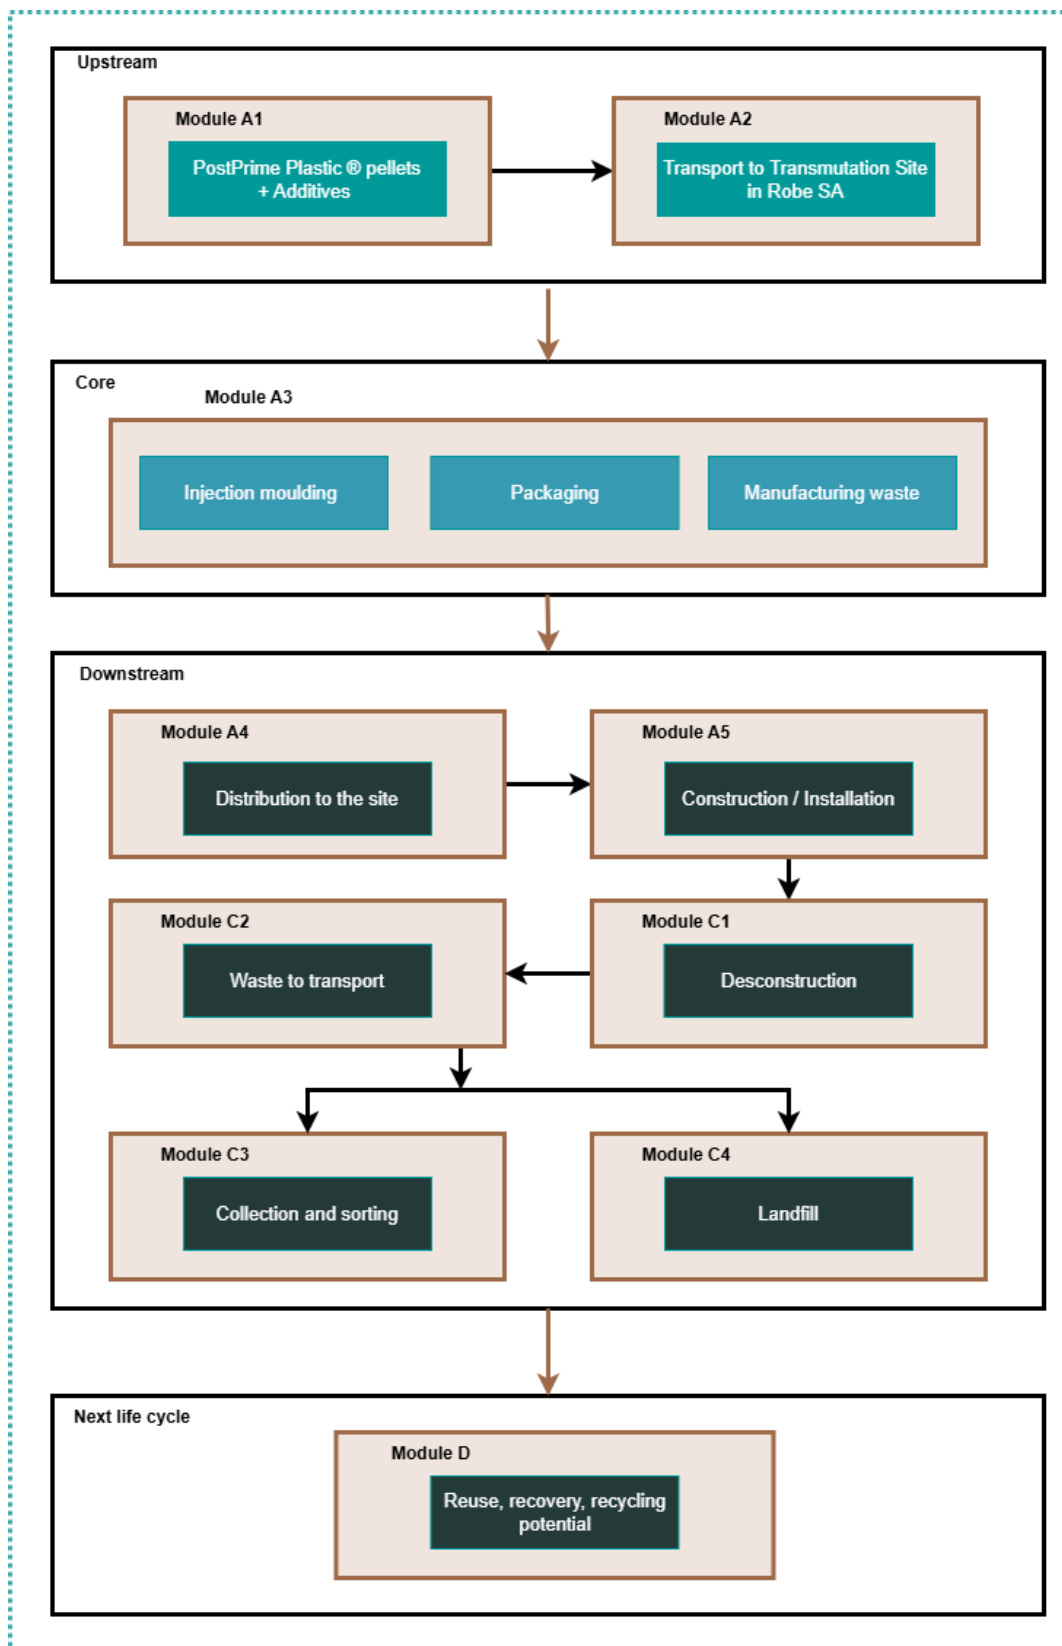 Upstream
Module A1
PostPrime Plastic ® pellets
+ Additives
Module A2
Transport to Transmutation Site
in Robe SA
Core
Module A3
Injection moulding
Packaging
Manufacturing waste
Downstream
Module A4
Distribution to the site
Module A5
Construction / Installation
Module C2
Waste to transport
Module C1
Desconstruction
Module C3
Collection and sorting
Module C4
Landfill
Next life cycle
Module D
Reuse, recovery, recycling
potential